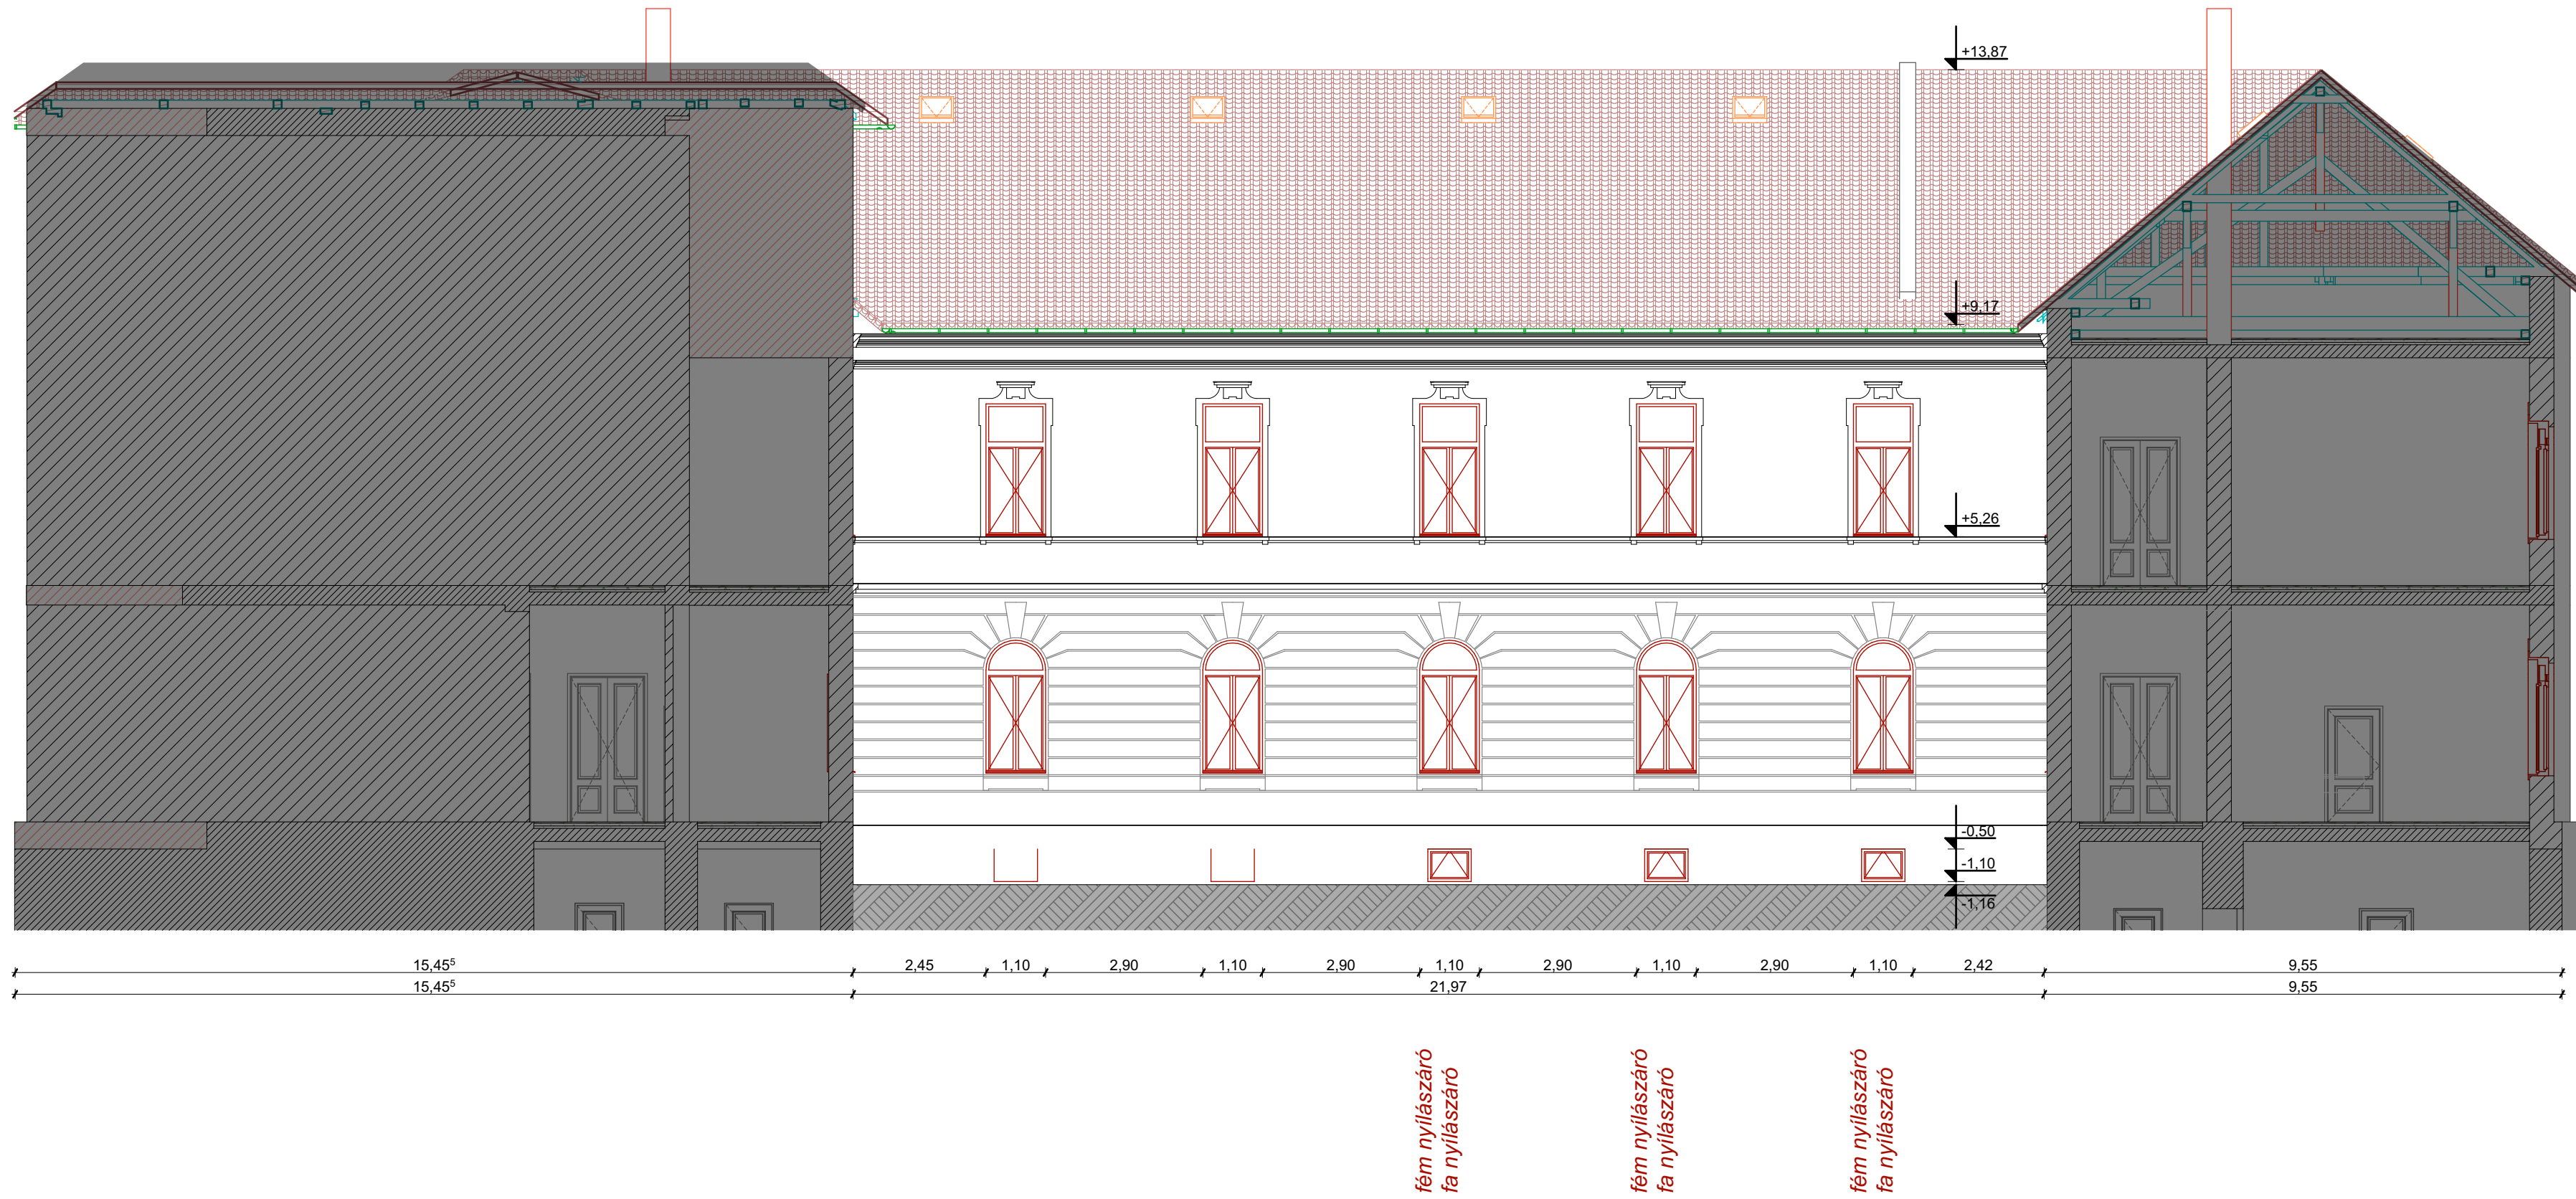 +13,87
+9,17
+5,26
-0,50
-1,10
-1,16
15,45⁵ 2,45 1,10 2,90 1,10 2,90 1,10 2,90 1,10 2,90 1,10 2,42 9,55
15,45⁵ 21,97 9,55
fém nyílászáró
fa nyílászáró
fém nyílászáró
fa nyílászáró
fém nyílászáró
fa nyílászáró